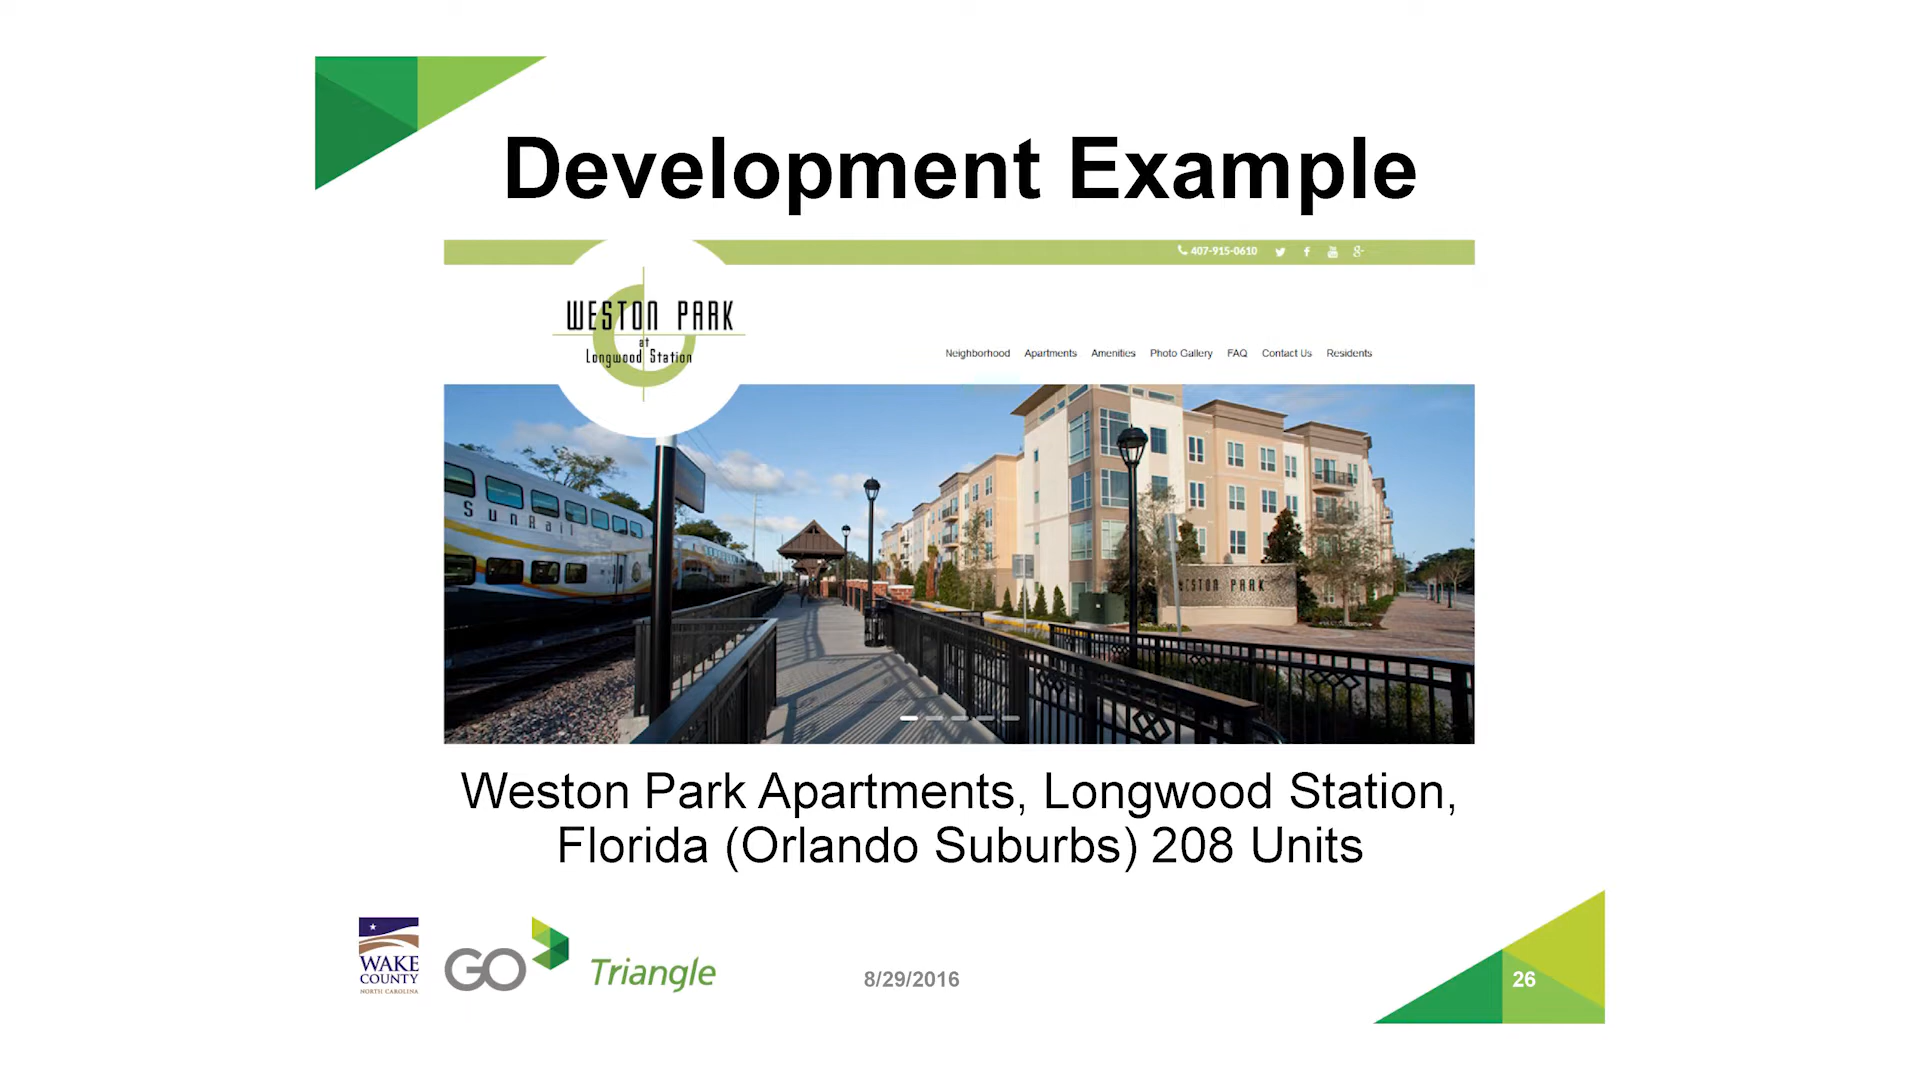 Development Example
407-915-0610
WESTON PARK
at
Longwood Station
Neighborhood Apartments Amenities Photo Gallery FAQ Contact Us Residents
SunRail
WESTON PARK
Weston Park Apartments, Longwood Station,
Florida (Orlando Suburbs) 208 Units
WAKE
COUNTY
NORTH CAROLINA
GO Triangle
8/29/2016
26